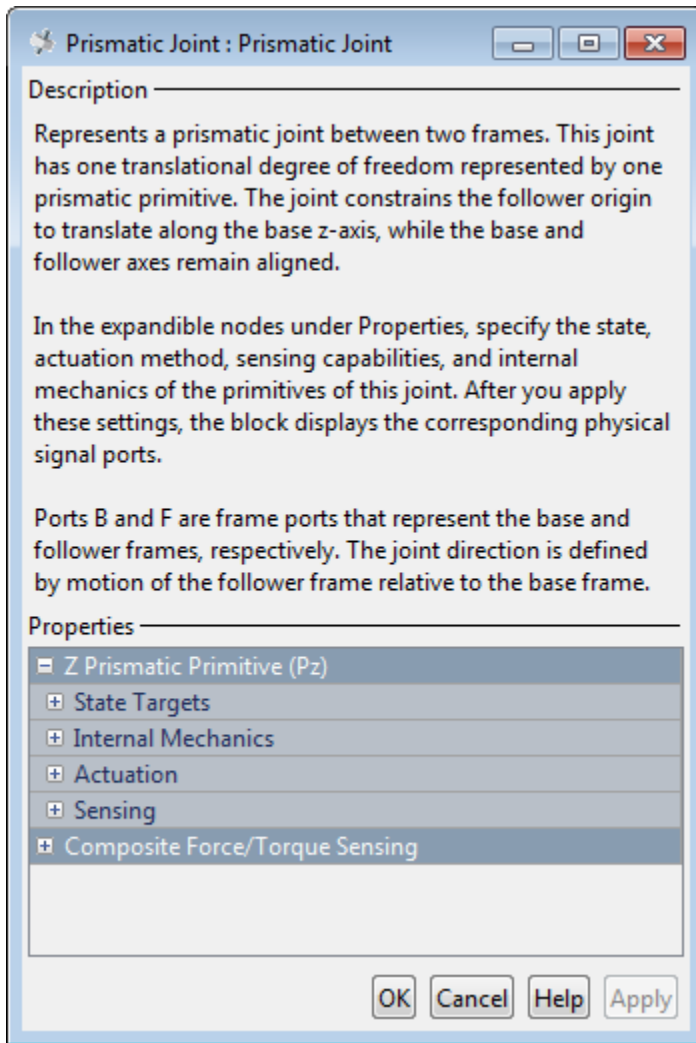 Prismatic Joint : Prismatic Joint
Description
Represents a prismatic joint between two frames. This joint
has one translational degree of freedom represented by one
prismatic primitive. The joint constrains the follower origin
to translate along the base z-axis, while the base and
follower axes remain aligned.
In the expandible nodes under Properties, specify the state,
actuation method, sensing capabilities, and internal
mechanics of the primitives of this joint. After you apply
these settings, the block displays the corresponding physical
signal ports.
Ports B and F are frame ports that represent the base and
follower frames, respectively. The joint direction is defined
by motion of the follower frame relative to the base frame.
Properties
Z Prismatic Primitive (Pz)
State Targets
Internal Mechanics
Actuation
Sensing
Composite Force/Torque Sensing
OK Cancel Help Apply